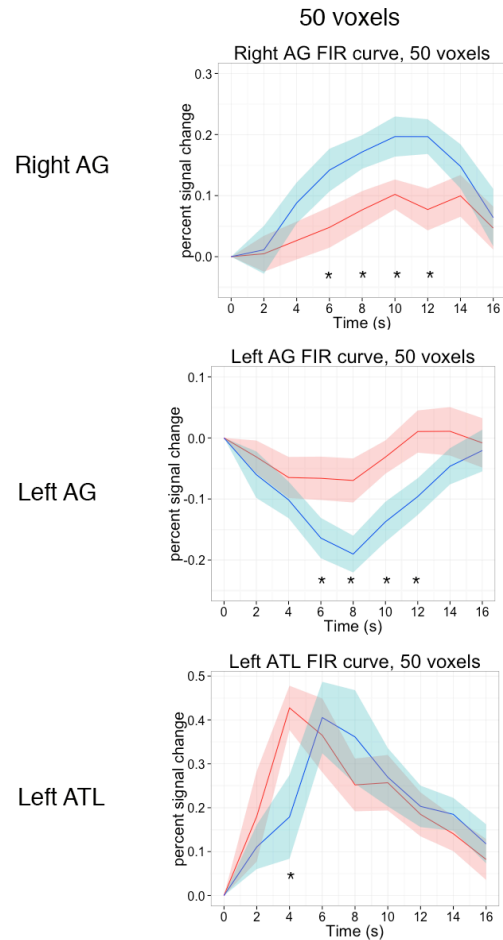 50 voxels
Right AG FIR curve, 50 voxels
Right AG
percent signal change
0.3
0.2
0.1
0.0
* * * *
0 2 4 6 8 10 12 14 16
Time (s)
Left AG FIR curve, 50 voxels
Left AG
percent signal change
0.1
0.0
-0.1
-0.2
* * * *
0 2 4 6 8 10 12 14 16
Time (s)
Left ATL FIR curve, 50 voxels
Left ATL
percent signal change
0.5
0.4
0.3
0.2
0.1
0.0
*
0 2 4 6 8 10 12 14 16
Time (s)